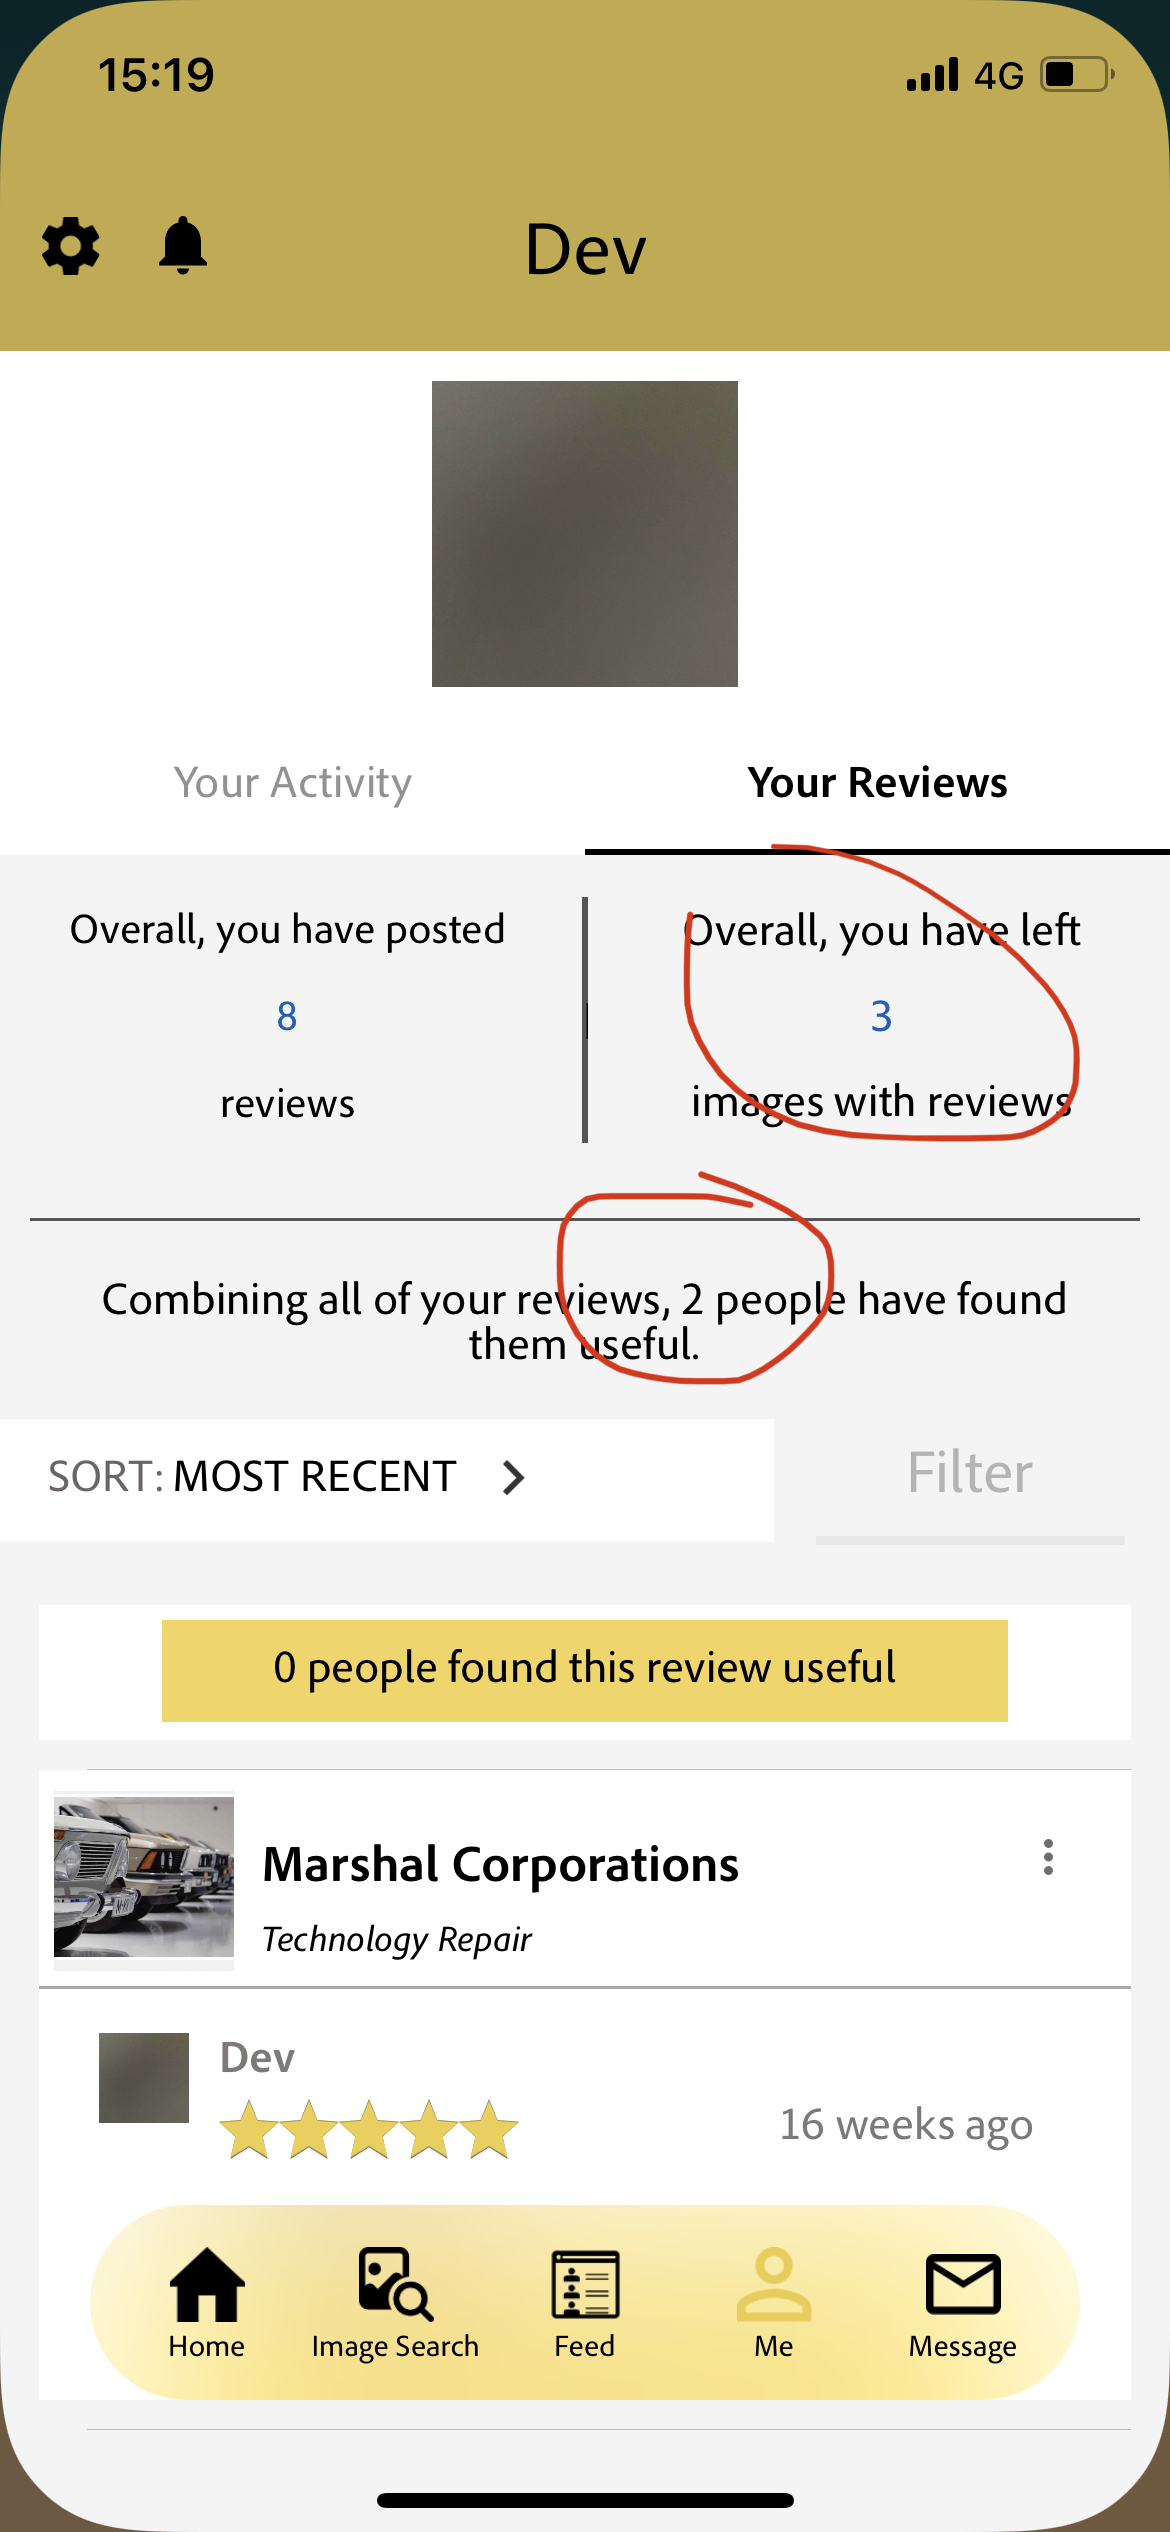 15:19
4G
Dev
Your Activity
Your Reviews
Overall, you have posted
8
reviews
Overall, you have left
3
images with reviews
Combining all of your reviews, 2 people have found
them useful.
SORT: MOST RECENT
Filter
0 people found this review useful
Marshal Corporations
Technology Repair
Dev
16 weeks ago
Home
Image Search
Feed
Me
Message